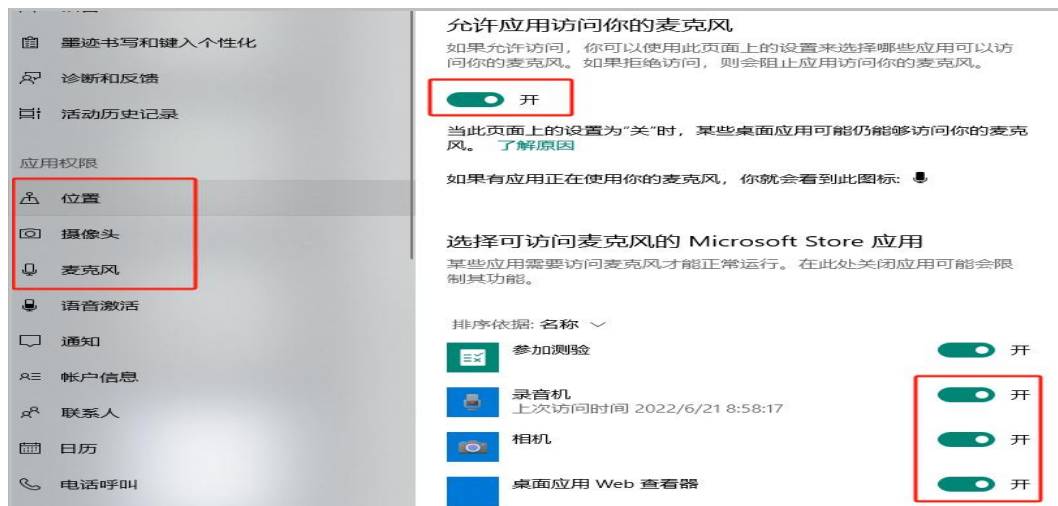 墨迹书写和键入个性化
诊断和反馈
活动历史记录
应用权限
位置
摄像头
麦克风
语音激活
通知
帐户信息
联系人
日历
电话呼叫
允许应用访问你的麦克风
如果允许访问，你可以使用此页面上的设置来选择哪些应用可以访
问你的麦克风。如果拒绝访问，则会阻止应用访问你的麦克风。
开
当此页面上的设置为"关"时，某些桌面应用可能仍能够访问你的麦克
风。 了解原因
如果有应用正在使用你的麦克风，你就会看到此图标:
选择可访问麦克风的 Microsoft Store 应用
某些应用需要访问麦克风才能正常运行。在此处关闭应用可能会限
制其功能。
排序依据: 名称
参加测验 开
录音机 开
上次访问时间 2022/6/21 8:58:17
相机 开
桌面应用 Web 查看器 开